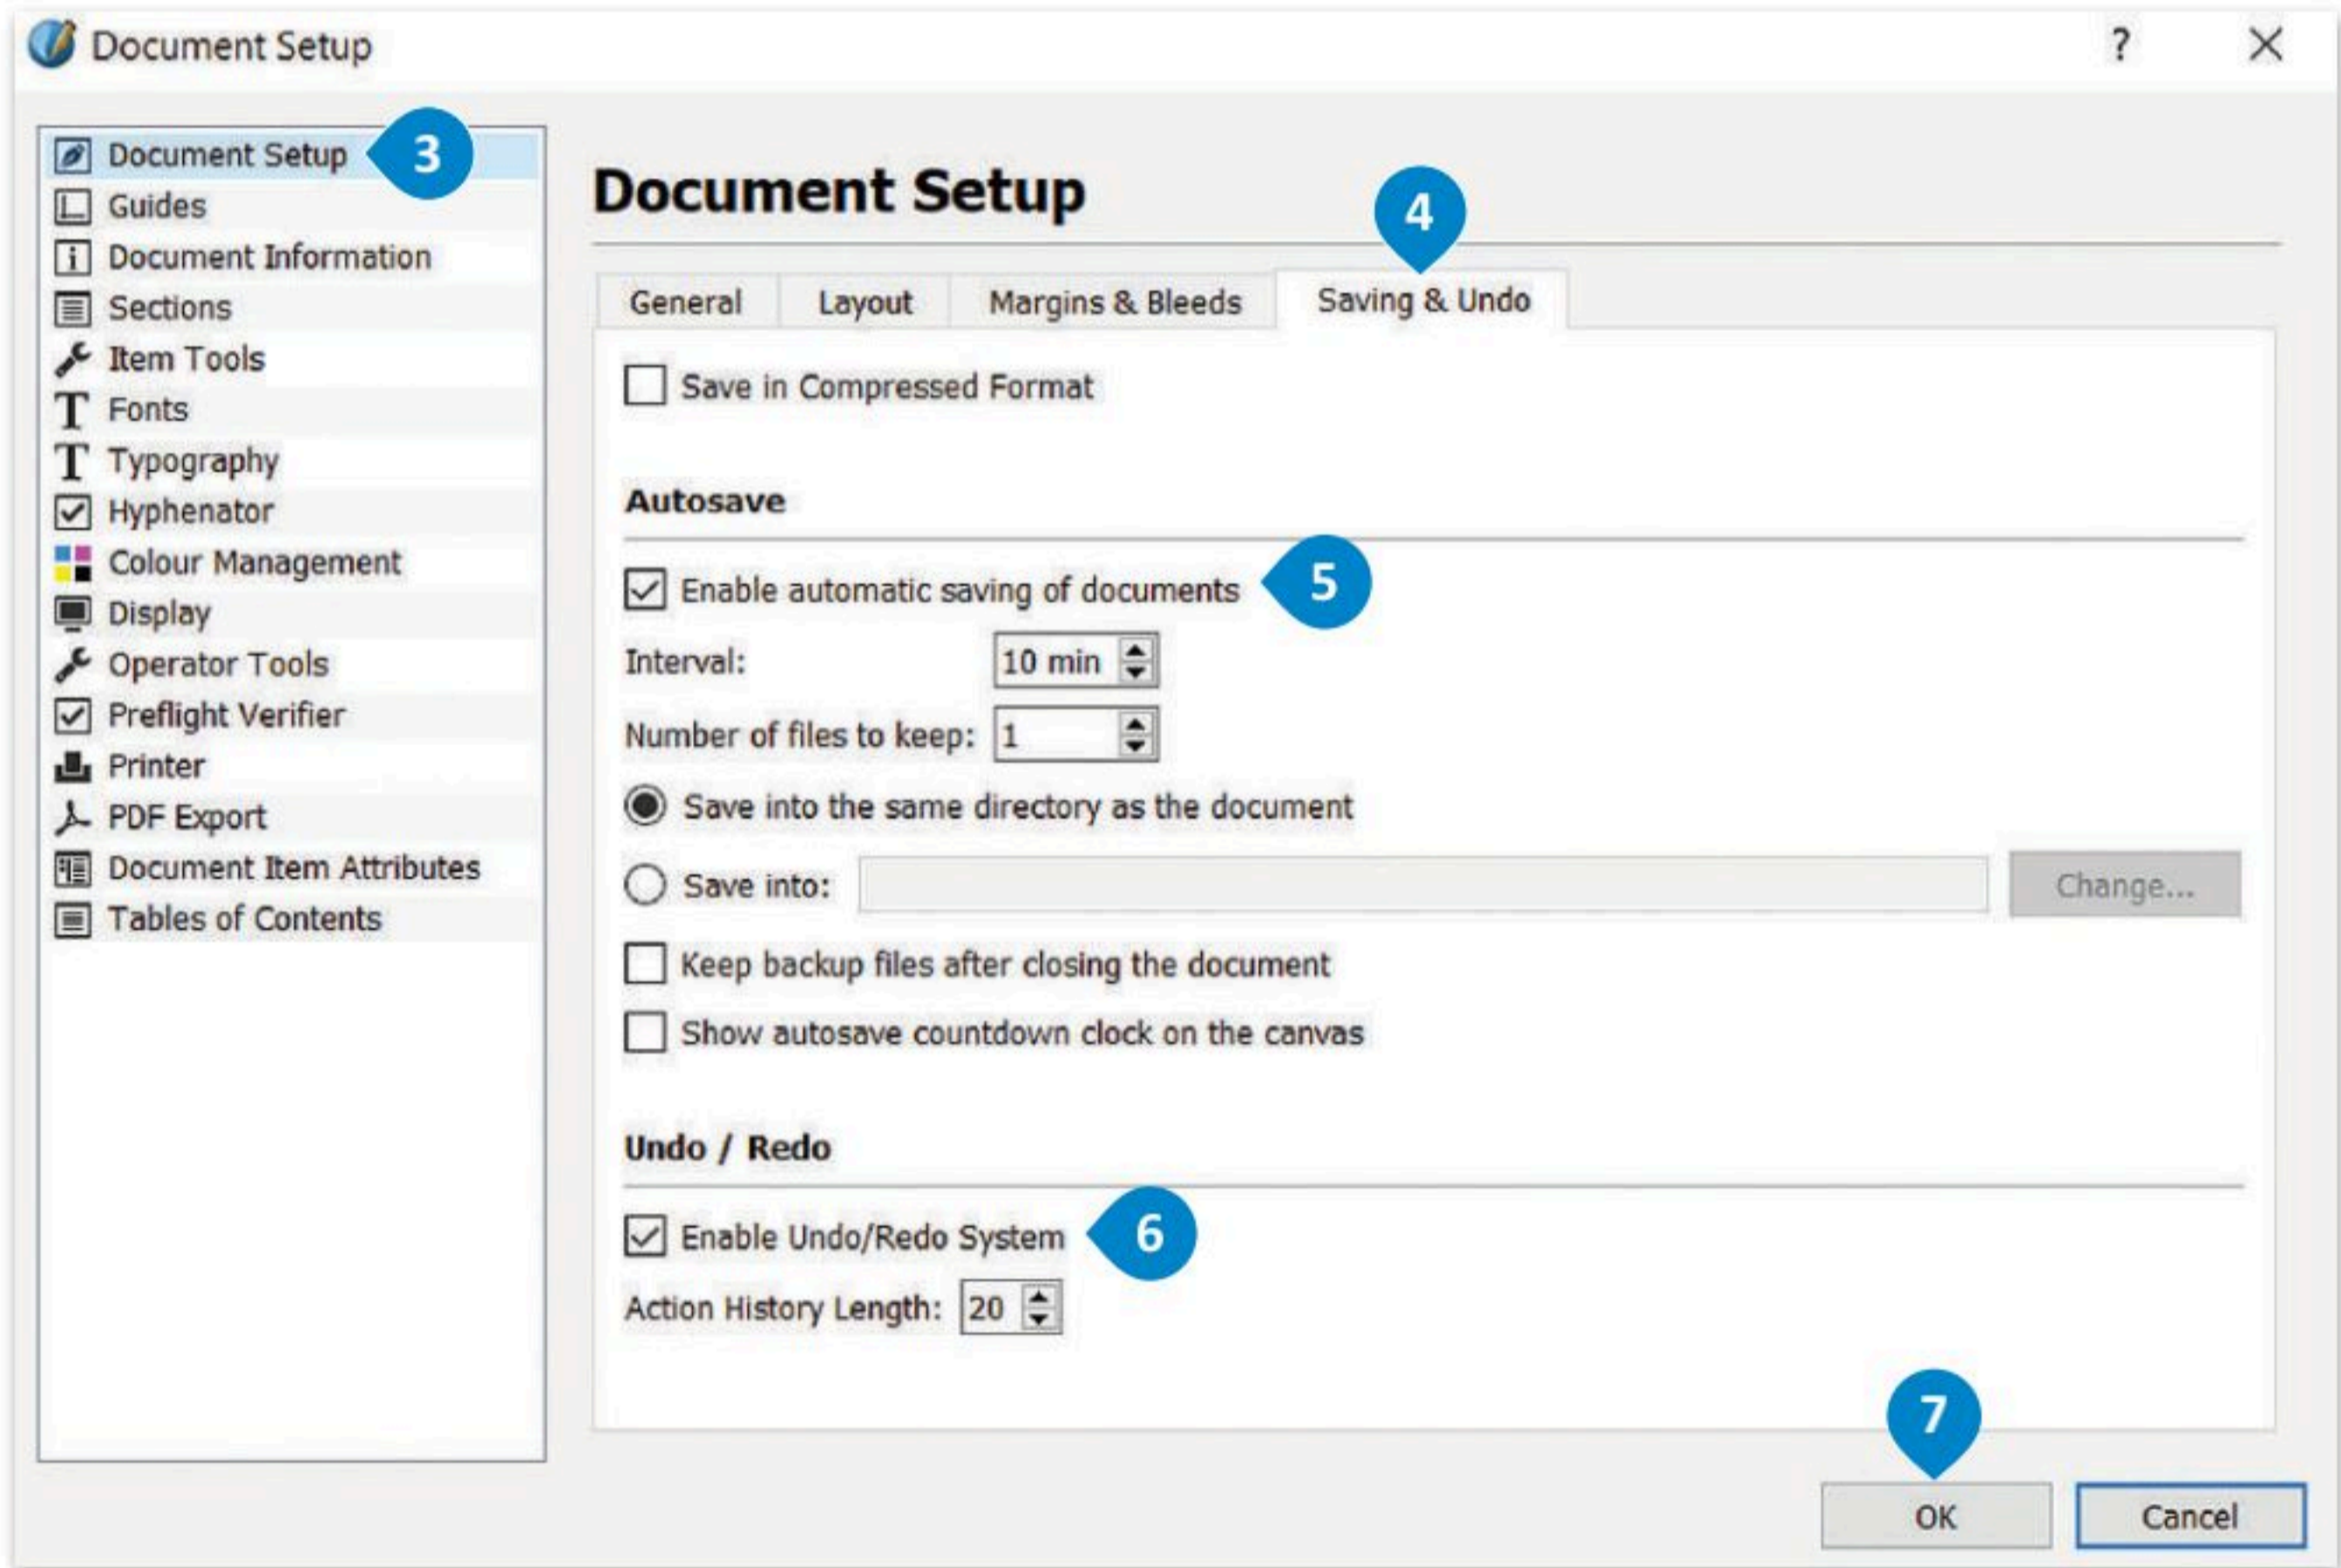 Document Setup
?
Document Setup
3
Guides
Document Information
Sections
Item Tools
Fonts
Typography
Hyphenator
Colour Management
Display
Operator Tools
Preflight Verifier
Printer
PDF Export
Document Item Attributes
Tables of Contents
Document Setup
4
General Layout Margins & Bleeds Saving & Undo
Save in Compressed Format
Autosave
Enable automatic saving of documents 5
Interval: 10 min
Number of files to keep: 1
Save into the same directory as the document
Save into: Change...
Keep backup files after closing the document
Show autosave countdown clock on the canvas
Undo / Redo
Enable Undo/Redo System 6
Action History Length: 20
7
OK Cancel